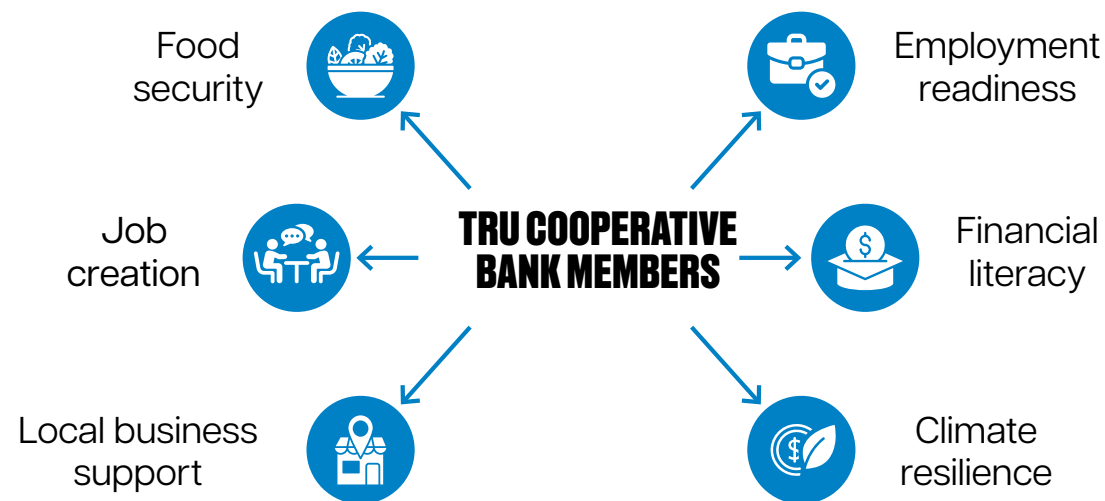 Food
security
Employment
readiness
Job
creation
TRU COOPERATIVE
BANK MEMBERS
$
Financial
literacy
Local business
support
$
Climate
resilience